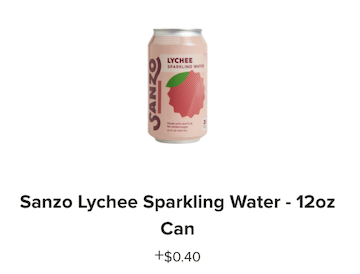 SANZO
LYCHEE
SPARKLING WATER
Sanzo Lychee Sparkling Water - 12oz
Can
+$0.40